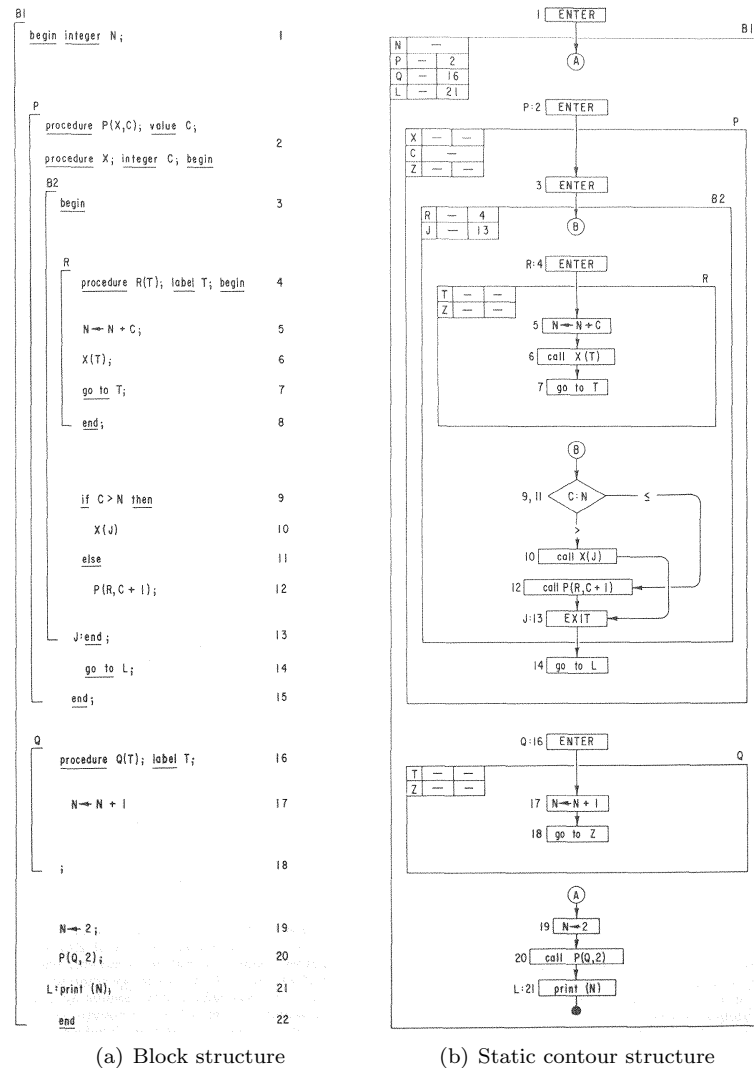 B1
begin integer N; 1
P
procedure P(X,C); value C;
2
procedure X; integer C; begin
B2
begin 3
R
procedure R(T); label T; begin 4
N ← N + C; 5
X(T); 6
go to T; 7
end; 8
if C > N then 9
X(J) 10
else 11
P(R, C + 1); 12
J: end; 13
go to L; 14
end; 15
Q
procedure Q(T); label T; 16
N ← N + 1 17
; 18
N ← 2; 19
P(Q,2); 20
L: print (N); 21
end 22
(a) Block structure
1 ENTER
B1
N —
P — 2
Q — 16
L — 21
A
P:2 ENTER
P
X — —
C —
Z — —
3 ENTER
B2
R — 4
J — 13
B
R:4 ENTER
R
T — —
Z — —
5 N ← N + C
6 call X (T)
7 go to T
B
9, 11 C:N ≤
>
10 call X(J)
12 call P(R,C + 1)
J:13 EXIT
14 go to L
Q:16 ENTER
Q
T — —
Z — —
17 N ← N + 1
18 go to Z
A
19 N ← 2
20 call P(Q,2)
L:21 print (N)
(b) Static contour structure